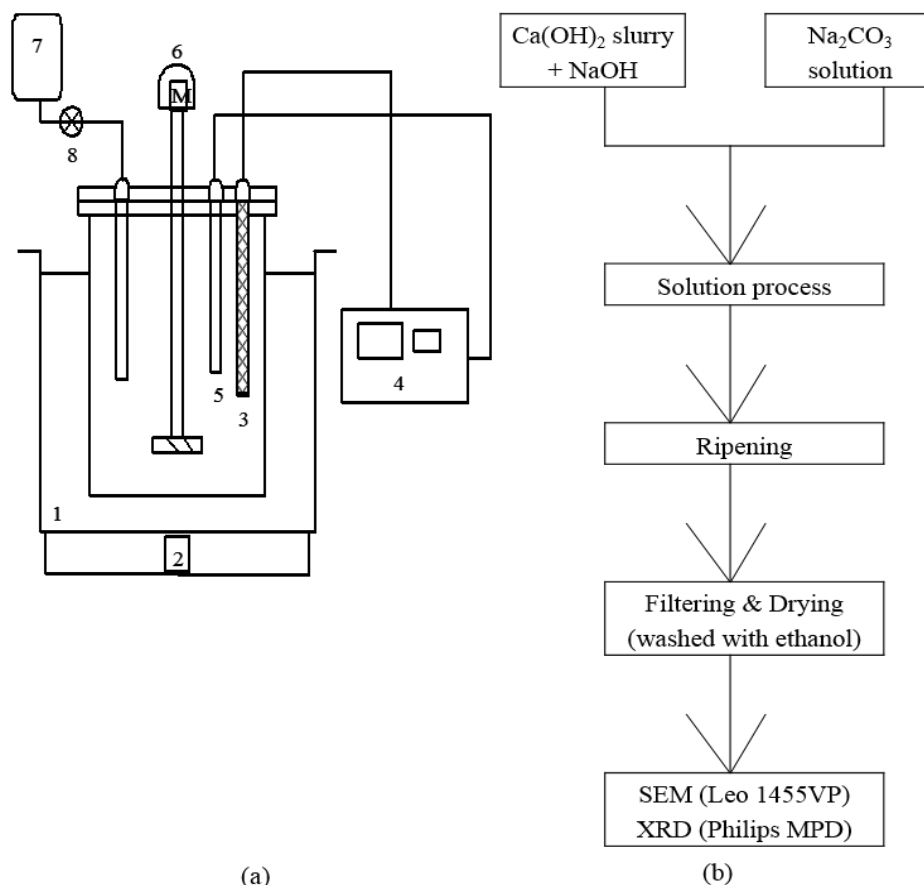 7
8
6
M
5
3
4
1
2
(a)
Ca(OH)₂ slurry
+ NaOH
Na₂CO₃
solution
Solution process
Ripening
Filtering & Drying
(washed with ethanol)
SEM (Leo 1455VP)
XRD (Philips MPD)
(b)